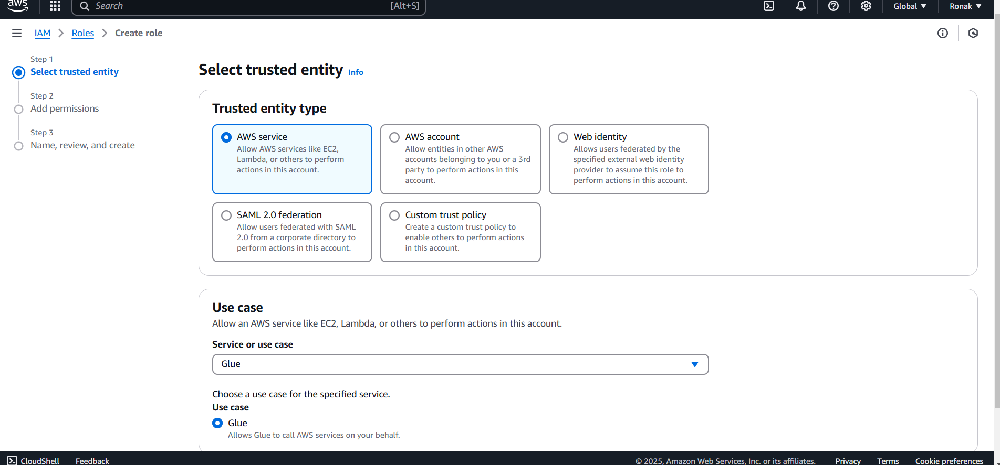 aws
Search
[Alt+S]
Global
Ronak
IAM
Roles
Create role
Step 1
Select trusted entity
Step 2
Add permissions
Step 3
Name, review, and create
Select trusted entity Info
Trusted entity type
AWS service
Allow AWS services like EC2,
Lambda, or others to perform
actions in this account.
AWS account
Allow entities in other AWS
accounts belonging to you or a 3rd
party to perform actions in this
account.
Web identity
Allows users federated by the
specified external web identity
provider to assume this role to
perform actions in this account.
SAML 2.0 federation
Allow users federated with SAML
2.0 from a corporate directory to
perform actions in this account.
Custom trust policy
Create a custom trust policy to
enable others to perform actions
in this account.
Use case
Allow an AWS service like EC2, Lambda, or others to perform actions in this account.
Service or use case
Glue
Choose a use case for the specified service.
Use case
Glue
Allows Glue to call AWS services on your behalf.
CloudShell
Feedback
© 2025, Amazon Web Services, Inc. or its affiliates.
Privacy
Terms
Cookie preferences